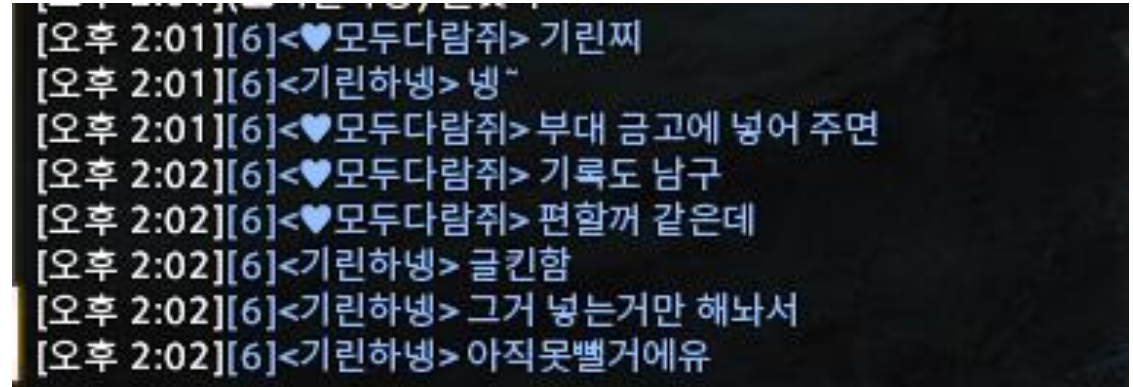 [오후 2:01][6]<♥모두다람쥐> 기린찌
[오후 2:01][6]<기린하넹> 넹~
[오후 2:01][6]<♥모두다람쥐> 부대 금고에 넣어 주면
[오후 2:02][6]<♥모두다람쥐> 기록도 남구
[오후 2:02][6]<♥모두다람쥐> 편할꺼 같은데
[오후 2:02][6]<기린하넹> 글킨함
[오후 2:02][6]<기린하넹> 그거 넣는거만 해놔서
[오후 2:02][6]<기린하넹> 아직못뺄거에유